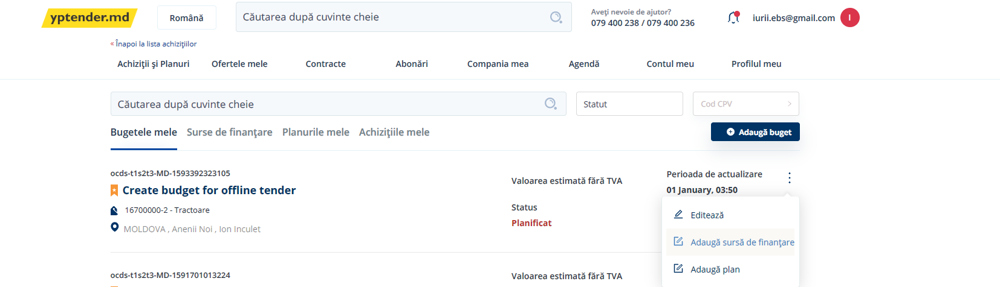 yptender.md
Română
Căutarea după cuvinte cheie
Aveți nevoie de ajutor?
079 400 238 / 079 400 236
iurii.ebs@gmail.com
I
« Înapoi la lista achizițiilor
Achiziții și Planuri
Ofertele mele
Contracte
Abonări
Compania mea
Agendă
Contul meu
Profilul meu
Căutarea după cuvinte cheie
Statut
Cod CPV
Bugetele mele
Surse de finanțare
Planurile mele
Achizițiile mele
Adaugă buget
ocds-t1s2t3-MD-1593392323105
Create budget for offline tender
16700000-2 - Tractoare
MOLDOVA , Anenii Noi , Ion Inculet
Valoarea estimată fără TVA
Status
Planificat
Perioada de actualizare
01 January, 03:50
Editează
Adaugă sursă de finanțare
Adaugă plan
ocds-t1s2t3-MD-1591701013224
Valoarea estimată fără TVA